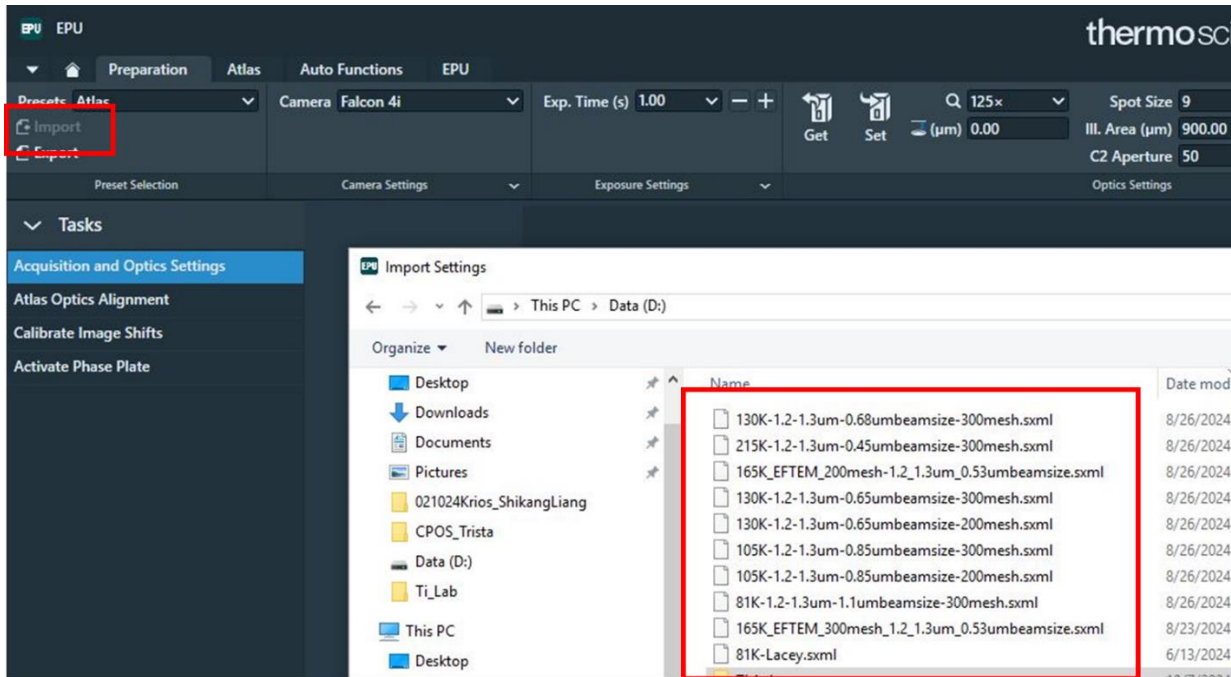 EPU EPU
thermosc
Preparation Atlas Auto Functions EPU
Presets Atlas Camera Falcon 4i Exp. Time (s) 1.00 125× Spot Size 9
Import Get Set (µm) 0.00 Ill. Area (µm) 900.00
Export C2 Aperture 50
Preset Selection Camera Settings Exposure Settings Optics Settings
Tasks
Acquisition and Optics Settings
Atlas Optics Alignment
Calibrate Image Shifts
Activate Phase Plate
EPU Import Settings
This PC > Data (D:)
Organize New folder
Desktop
Downloads
Documents
Pictures
021024Krios_ShikangLiang
CPOS_Trista
Data (D:)
Ti_Lab
This PC
Desktop
Name Date mod
130K-1.2-1.3um-0.68umbeamsize-300mesh.sxml 8/26/2024
215K-1.2-1.3um-0.45umbeamsize-300mesh.sxml 8/26/2024
165K_EFTEM_200mesh-1.2_1.3um_0.53umbeamsize.sxml 8/26/2024
130K-1.2-1.3um-0.65umbeamsize-300mesh.sxml 8/26/2024
130K-1.2-1.3um-0.65umbeamsize-200mesh.sxml 8/26/2024
105K-1.2-1.3um-0.85umbeamsize-300mesh.sxml 8/26/2024
105K-1.2-1.3um-0.85umbeamsize-200mesh.sxml 8/26/2024
81K-1.2-1.3um-1.1umbeamsize-300mesh.sxml 8/26/2024
165K_EFTEM_300mesh_1.2_1.3um_0.53umbeamsize.sxml 8/23/2024
81K-Lacey.sxml 6/13/2024